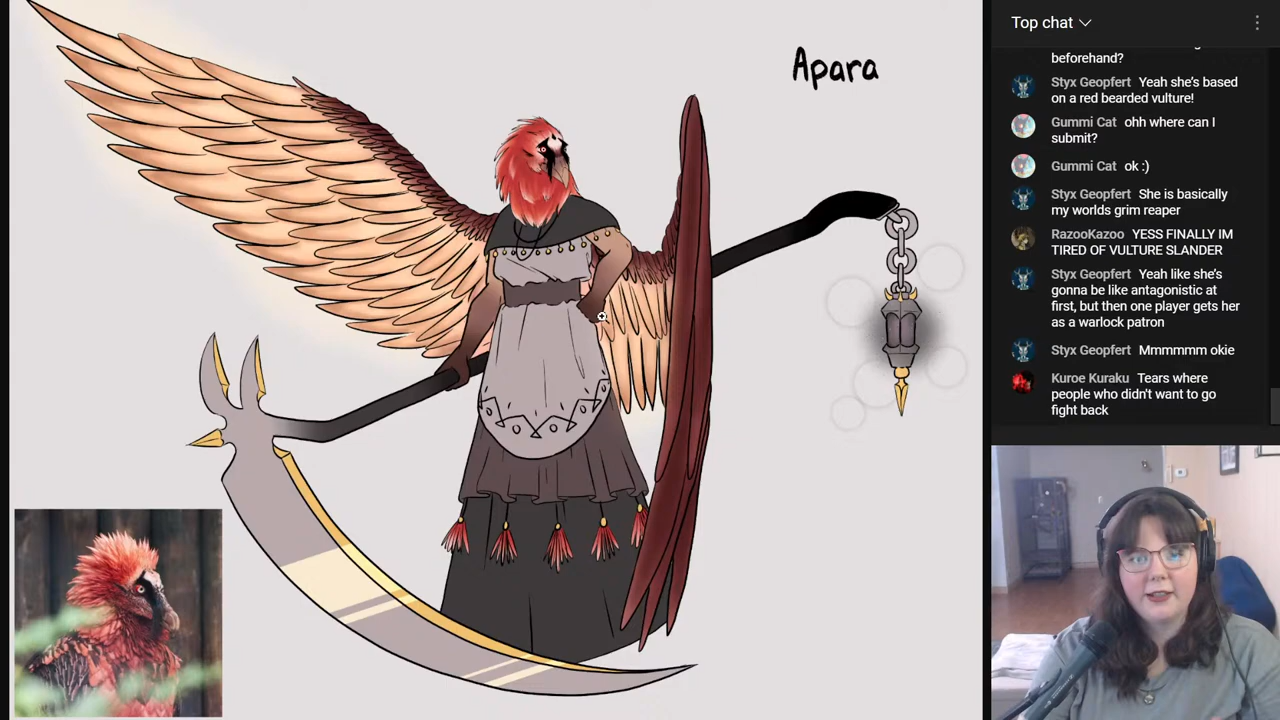 Apara
Top chat
beforehand?
Styx Geopfert Yeah she's based
on a red bearded vulture!
Gummi Cat ohh where can I
submit?
Gummi Cat ok :)
Styx Geopfert She is basically
my worlds grim reaper
RazooKazoo YESS FINALLY IM
TIRED OF VULTURE SLANDER
Styx Geopfert Yeah like she's
gonna be like antagonistic at
first, but then one player gets her
as a warlock patron
Styx Geopfert Mmmmmm okie
Kuroe Kuraku Tears where
people who didn't want to go
fight back